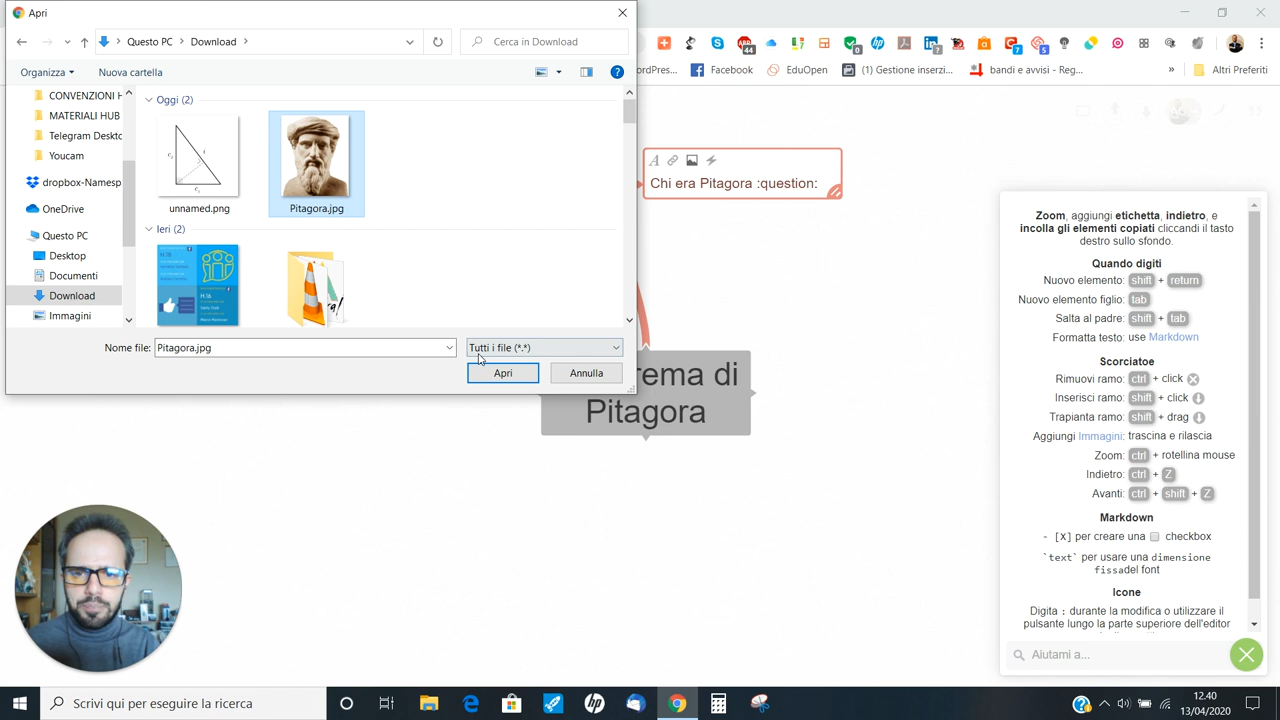 Apri
Questo PC > Download >
Cerca in Download
Organizza
Nuova cartella
CONVENZIONI H
MATERIALI HUB
Telegram Deskto
Youcam
dropbox-Namesp
OneDrive
Questo PC
Desktop
Documenti
Download
Immagini
Oggi (2)
unnamed.png
Pitagora.jpg
Ieri (2)
Nome file:
Pitagora.jpg
Tutti i file (*.*)
Apri
Annulla
ordPres...
Facebook
EduOpen
(1) Gestione inserzi...
bandi e avvisi - Reg...
»
Altri Preferiti
Chi era Pitagora :question:
rema di
Pitagora
Zoom, aggiungi etichetta, indietro, e
incolla gli elementi copiati cliccando il tasto
destro sullo sfondo.
Quando digiti
Nuovo elemento: shift + return
Nuovo elemento figlio: tab
Salta al padre: shift + tab
Formatta testo: use Markdown
Scorciatoe
Rimuovi ramo: ctrl + click
Inserisci ramo: shift + click
Trapianta ramo: shift + drag
Aggiungi Immagini: trascina e rilascia
Zoom: ctrl + rotellina mouse
Indietro: ctrl + Z
Avanti: ctrl + shift + Z
Markdown
- [X] per creare una checkbox
`text` per usare una dimensione
fissadel font
Icone
Digita : durante la modifica o utilizzare il
pulsante lungo la parte superiore dell'editor
Aiutami a...
Scrivi qui per eseguire la ricerca
12.40
13/04/2020